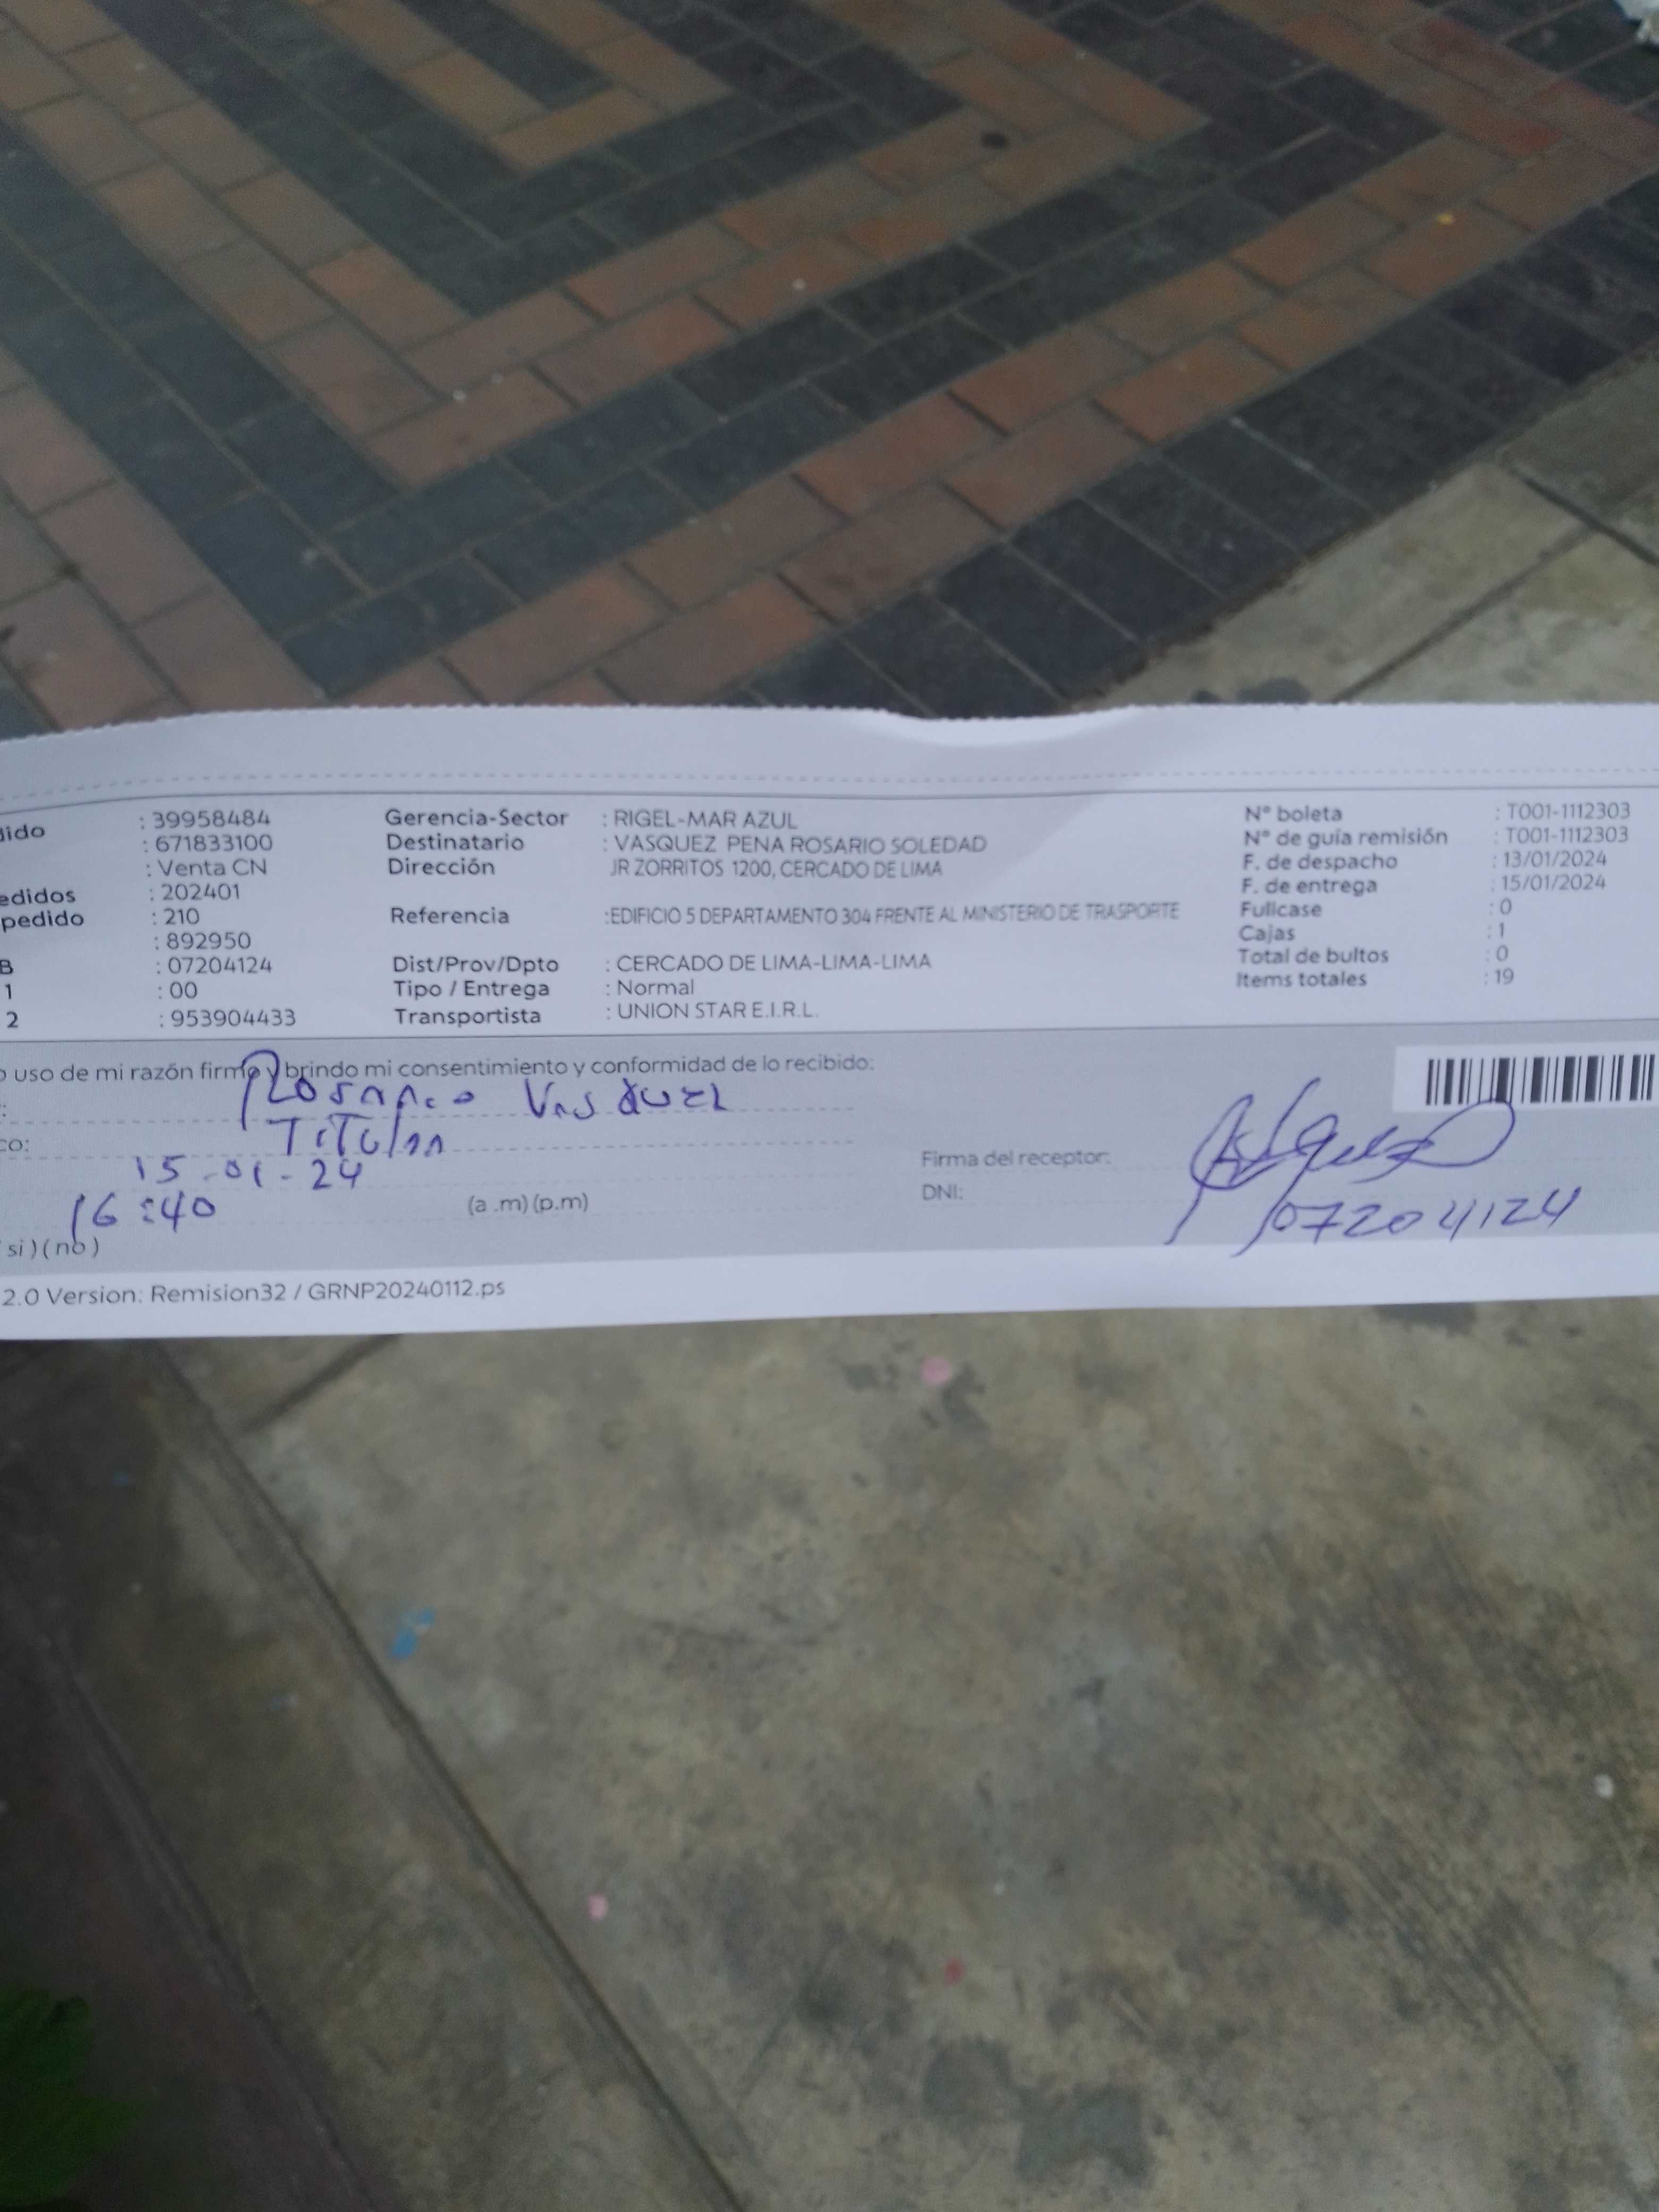 dido : 39958484 Gerencia-Sector : RIGEL-MAR AZUL Nº boleta : T001-1112303
: 671833100 Destinatario : VASQUEZ PENA ROSARIO SOLEDAD Nº de guía remisión : T001-1112303
: Venta CN Dirección JR ZORRITOS 1200, CERCADO DE LIMA F. de despacho : 13/01/2024
edidos : 202401 F. de entrega : 15/01/2024
pedido : 210 Referencia :EDIFICIO 5 DEPARTAMENTO 304 FRENTE AL MINISTERIO DE TRASPORTE Fullcase : 0
: 892950 Cajas : 1
B : 07204124 Dist/Prov/Dpto : CERCADO DE LIMA-LIMA-LIMA Total de bultos : 0
1 : 00 Tipo / Entrega : Normal Items totales : 19
2 : 953904433 Transportista : UNION STAR E.I.R.L.
o uso de mi razón firmo y brindo mi consentimiento y conformidad de lo recibido:
: Rosario Vasquez
co: Titular
15-01-24 Firma del receptor:
16:40 (a .m) (p.m) DNI: 07204124
si ) ( no )
2.0 Version: Remision32 / GRNP20240112.ps